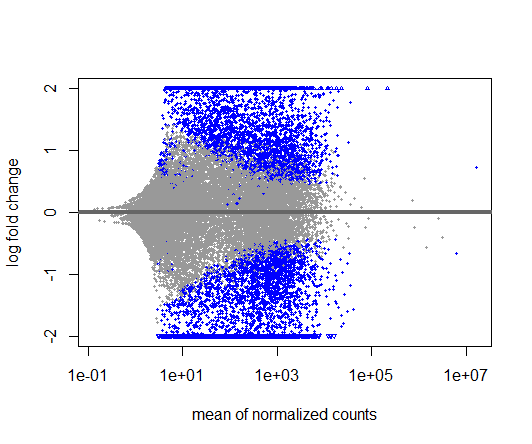 2
1
0
-1
-2
log fold change
1e-01
1e+01
1e+03
1e+05
1e+07
mean of normalized counts